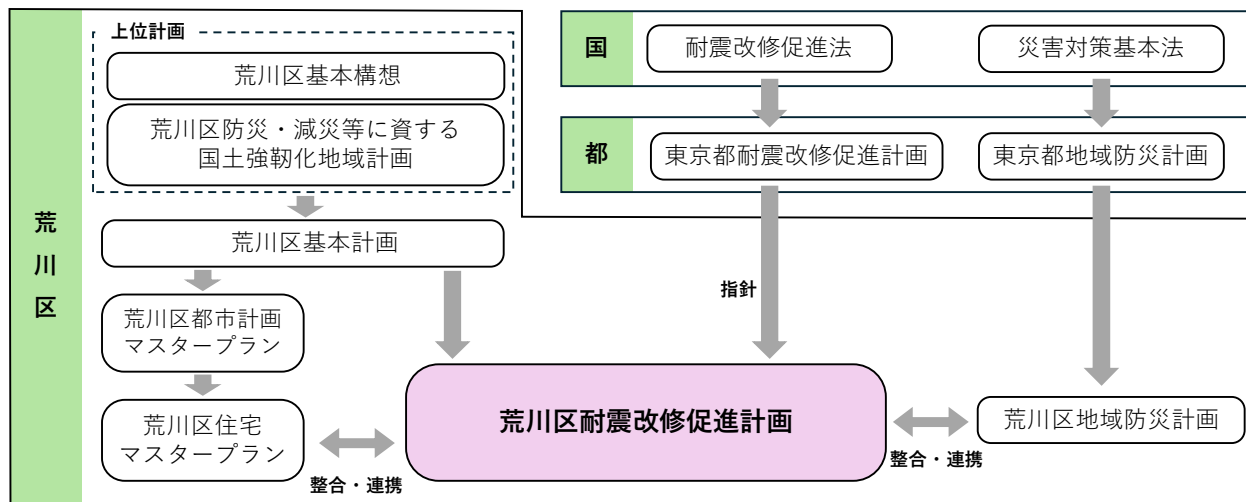 上位計画
荒川区基本構想
荒川区防災・減災等に資する
国土強靭化地域計画
国
耐震改修促進法
災害対策基本法
都
東京都耐震改修促進計画
東京都地域防災計画
荒川区
荒川区基本計画
指針
荒川区都市計画
マスタープラン
荒川区住宅
マスタープラン
整合・連携
荒川区耐震改修促進計画
整合・連携
荒川区地域防災計画